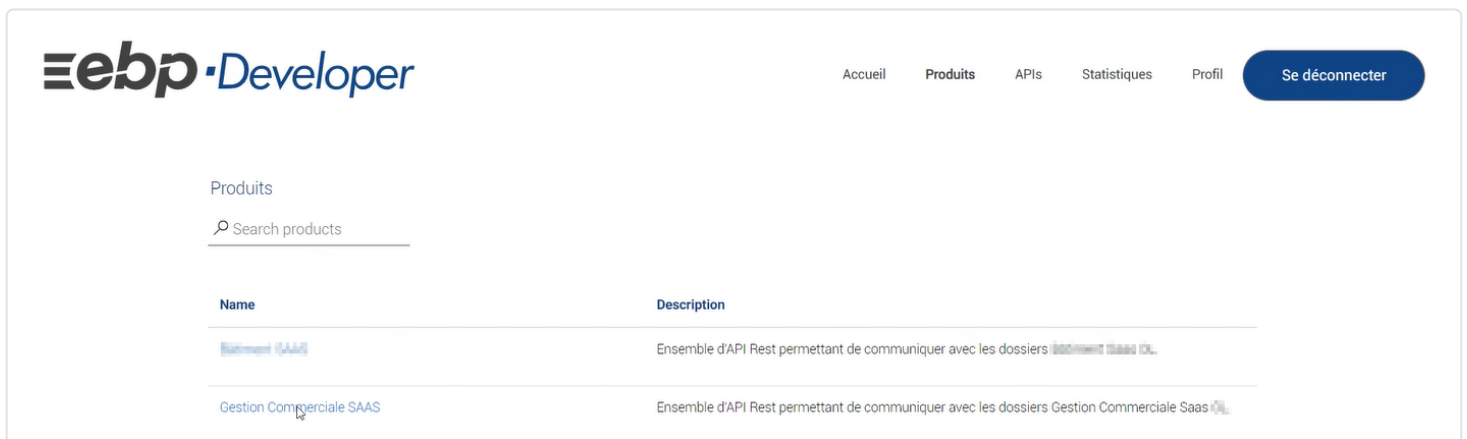 ebp·Developer
Accueil Produits APIs Statistiques Profil Se déconnecter
Produits
Search products
Name Description
Ensemble d'API Rest permettant de communiquer avec les dossiers
Gestion Commerciale SAAS Ensemble d'API Rest permettant de communiquer avec les dossiers Gestion Commerciale Saas